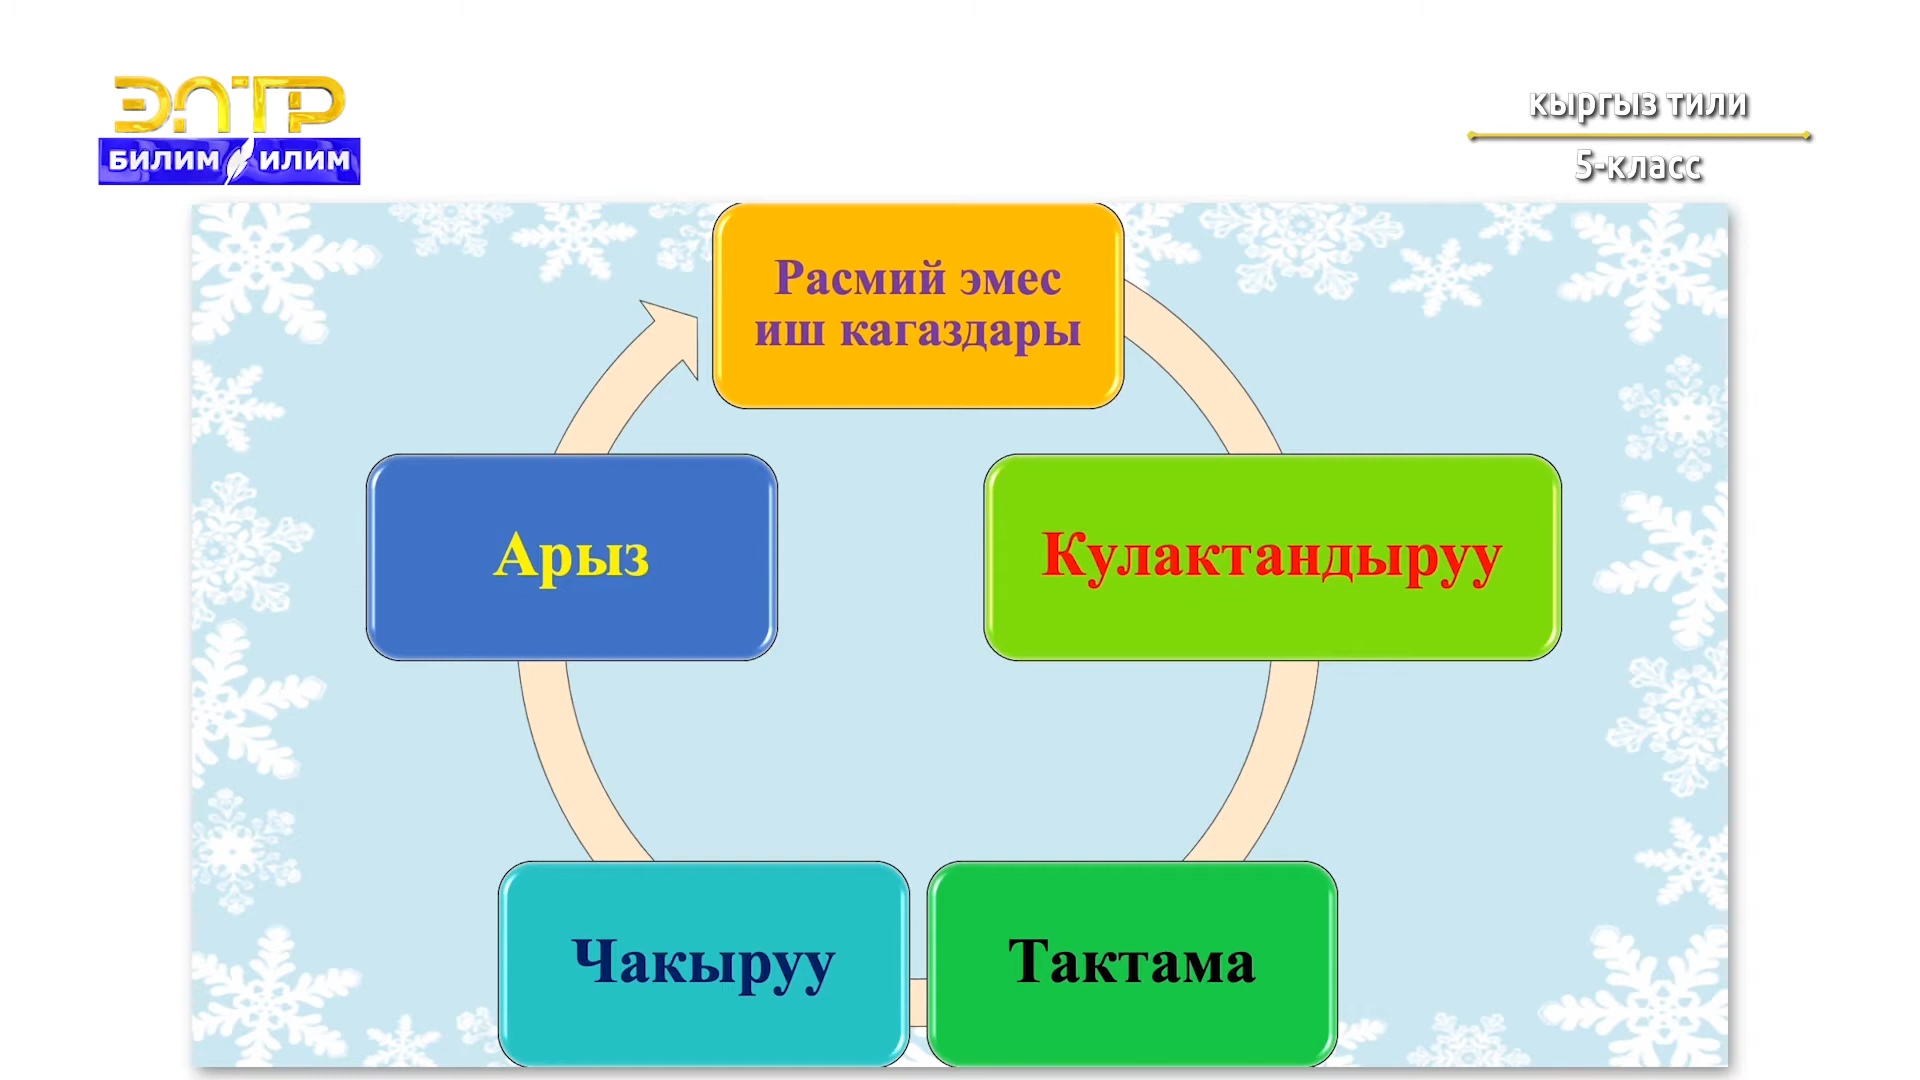 ЭЛТР
БИЛИМ ИЛИМ
кыргыз тили
5-класс
Расмий эмес
иш кагаздары
Арыз
Кулактандыруу
Чакыруу
Тактама